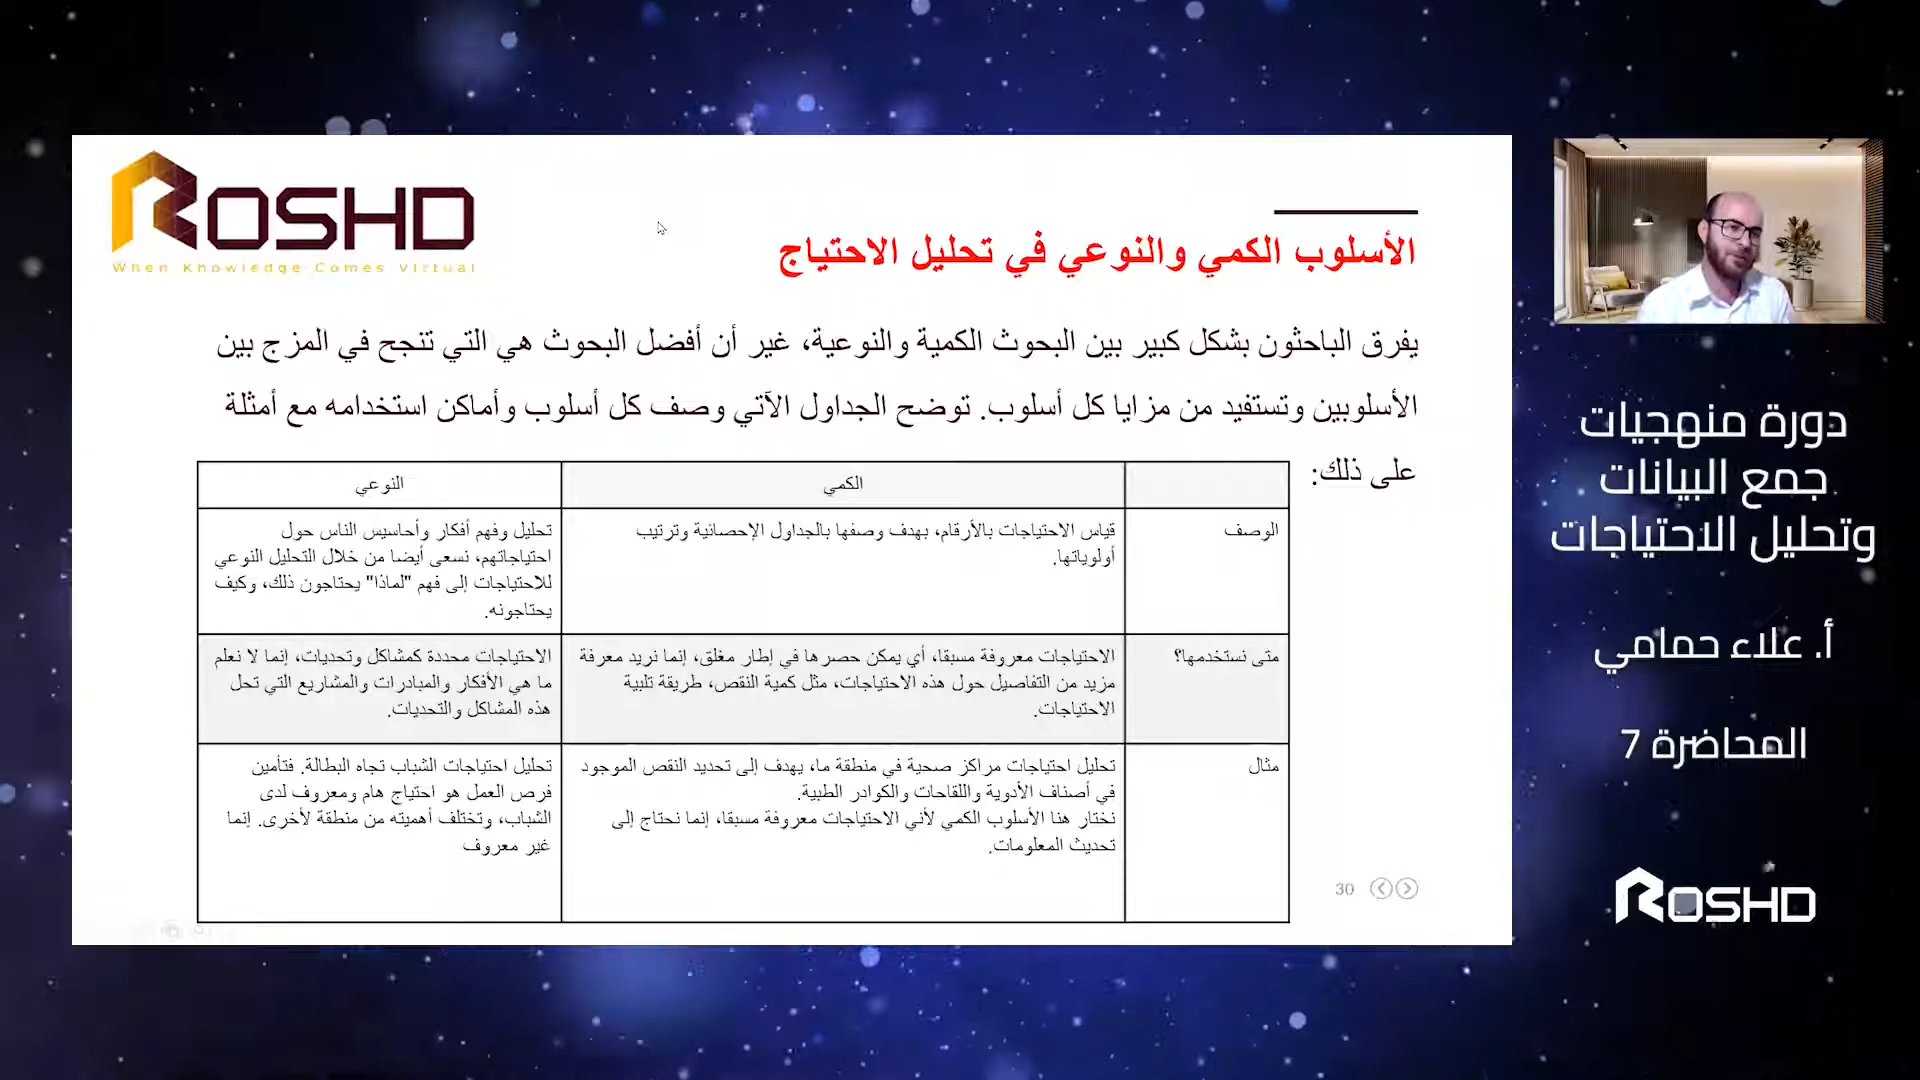 ROSHD
When Knowledge Comes Virtual
الأسلوب الكمي والنوعي في تحليل الاحتياج
يفرق الباحثون بشكل كبير بين البحوث الكمية والنوعية، غير أن أفضل البحوث هي التي تنجح في المزج بين
الأسلوبين وتستفيد من مزايا كل أسلوب. توضح الجداول الآتي وصف كل أسلوب وأماكن استخدامه مع أمثلة
على ذلك:
الكمي
النوعي
الوصف
قياس الاحتياجات بالأرقام، بهدف وصفها بالجداول الإحصائية وترتيب
أولوياتها.
تحليل وفهم أفكار وأحاسيس الناس حول
احتياجاتهم، نسعى أيضا من خلال التحليل النوعي
للاحتياجات إلى فهم "لماذا" يحتاجون ذلك، وكيف
يحتاجونه.
متى نستخدمها؟
الاحتياجات معروفة مسبقا، أي يمكن حصرها في إطار مغلق، إنما نريد معرفة
مزيد من التفاصيل حول هذه الاحتياجات، مثل كمية النقص، طريقة تلبية
الاحتياجات.
الاحتياجات محددة كمشاكل وتحديات، إنما لا نعلم
ما هي الأفكار والمبادرات والمشاريع التي تحل
هذه المشاكل والتحديات.
مثال
تحليل احتياجات مراكز صحية في منطقة ما، يهدف إلى تحديد النقص الموجود
في أصناف الأدوية واللقاحات والكوادر الطبية.
نختار هنا الأسلوب الكمي لأني الاحتياجات معروفة مسبقا، إنما نحتاج إلى
تحديث المعلومات.
تحليل احتياجات الشباب تجاه البطالة. فتأمين
فرص العمل هو احتياج هام ومعروف لدى
الشباب، وتختلف أهميته من منطقة لأخرى. إنما
غير معروف
30
دورة منهجيات
جمع البيانات
وتحليل الاحتياجات
أ. علاء حمامي
المحاضرة 7
ROSHD